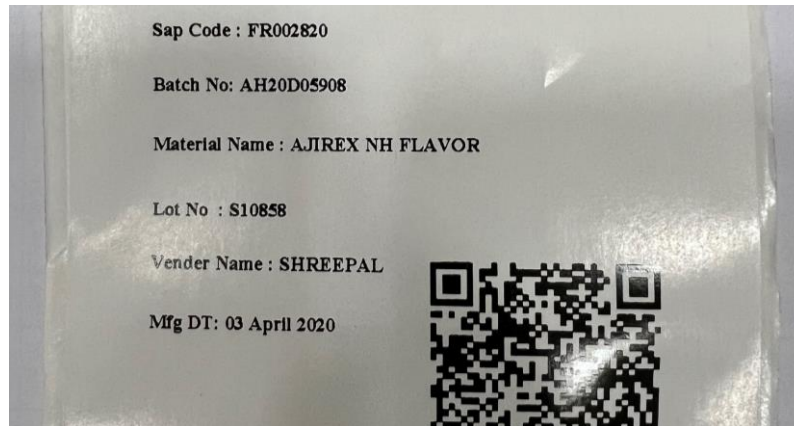 Sap Code : FR002820
Batch No: AH20D05908
Material Name : AJIREX NH FLAVOR
Lot No : S10858
Vender Name : SHREEPAL
Mfg DT: 03 April 2020